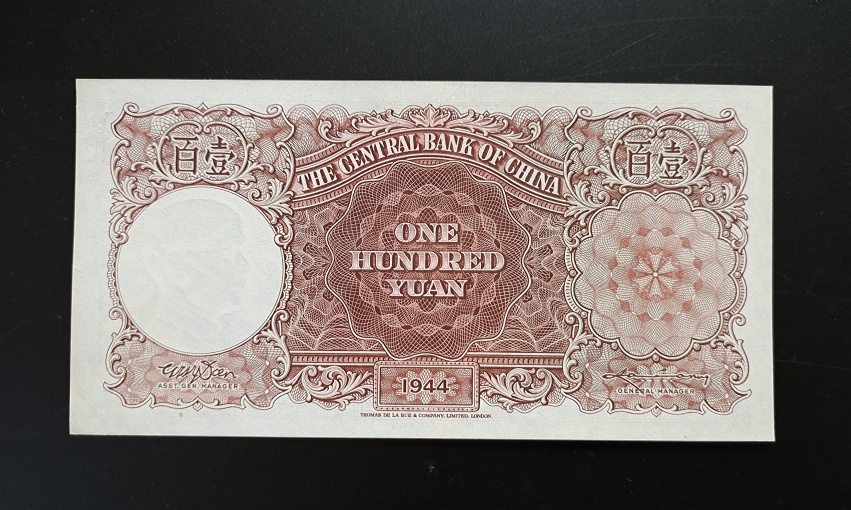 百壹
百壹
THE CENTRAL BANK OF CHINA
ONE
HUNDRED
YUAN
ASST. GEN. MANAGER
1944
GENERAL MANAGER
THOMAS DE LA RUE & COMPANY, LIMITED, LONDON.